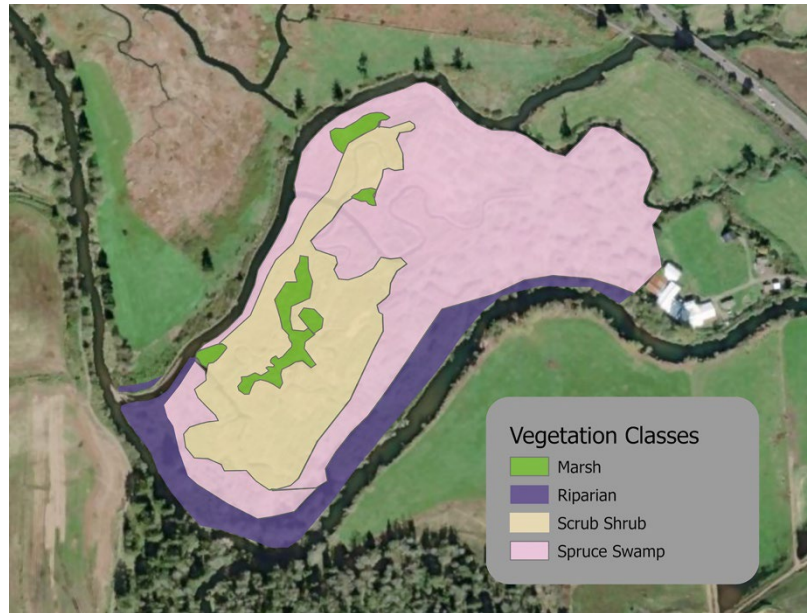 Vegetation Classes
Marsh
Riparian
Scrub Shrub
Spruce Swamp